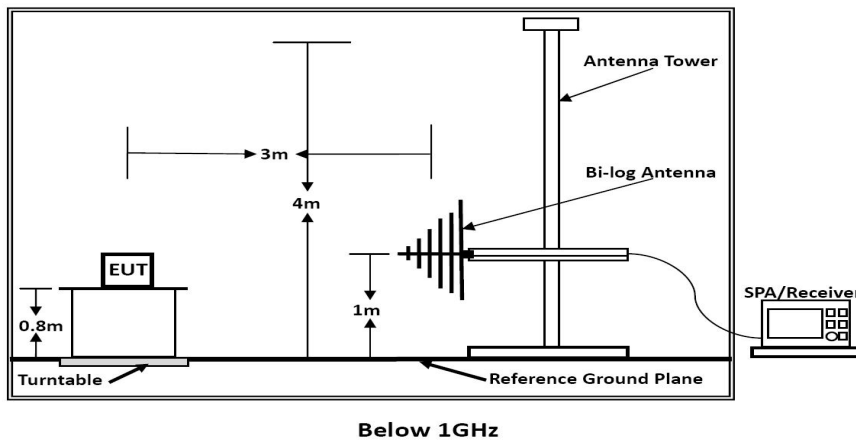 Antenna Tower
3m
Bi-log Antenna
4m
EUT
SPA/Receiver
0.8m
1m
Turntable
Reference Ground Plane
Below 1GHz